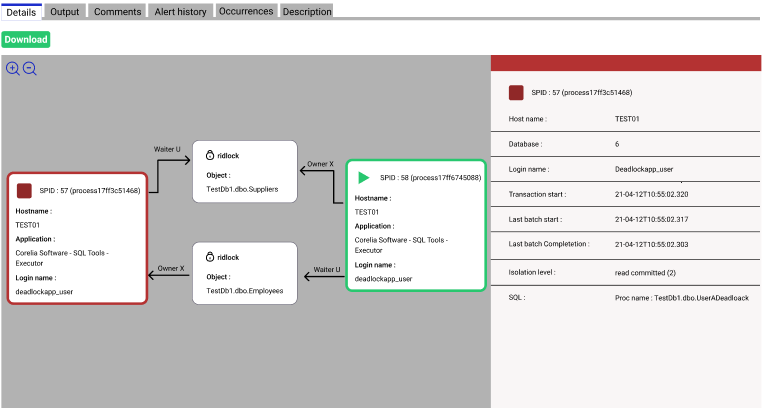 Details Output Comments Alert history Occurrences Description
Download
Waiter U
ridlock
Object :
TestDb1.dbo.Suppliers
Owner X
SPID : 57 (process17ff3c51468)
Hostname :
TEST01
Application :
Corelia Software - SQL Tools -
Executor
Login name :
deadlockapp_user
SPID : 58 (process17ff6745088)
Hostname :
TEST01
Application :
Corelia Software - SQL Tools -
Executor
Login name :
deadlockapp_user
Owner X
ridlock
Object :
TestDb1.dbo.Employees
Waiter U
SPID : 57 (process17ff3c51468)
Host name : TEST01
Database : 6
Login name : Deadlockapp_user
Transaction start : 21-04-12T10:55:02.320
Last batch start : 21-04-12T10:55:02.317
Last batch Completetion : 21-04-12T10:55:02.303
Isolation level : read committed (2)
SQL : Proc name : TestDb1.dbo.UserADeadloack